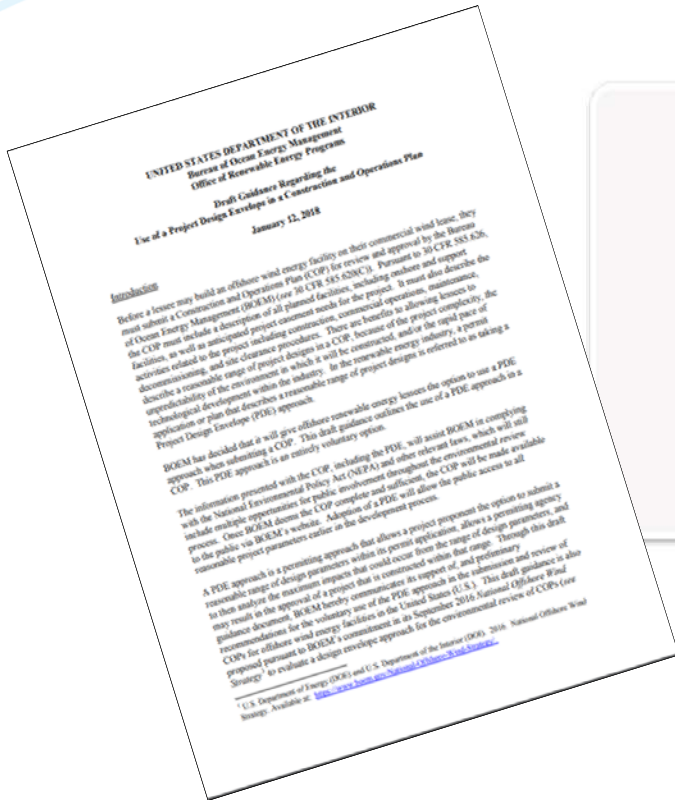 UNITED STATES DEPARTMENT OF THE INTERIOR
Bureau of Ocean Energy Management
Office of Renewable Energy Programs
Draft Guidance Regarding the
Use of a Project Design Envelope in a Construction and Operations Plan
January 12, 2018
Introduction
Before a lessee may build an offshore wind energy facility on their commercial wind lease, they
must submit a Construction and Operations Plan (COP) for review and approval by the Bureau
of Ocean Energy Management (BOEM) (see 30 CFR 585.620(C)). Pursuant to 30 CFR 585.626,
the COP must include a description of all planned facilities, including onshore and support
facilities, as well as anticipated project easement needs for the project. It must also describe the
activities related to the project including construction, commercial operations, maintenance,
decommissioning, and site clearance procedures. There are benefits to allowing lessees to
describe a reasonable range of project designs in a COP, because of the project complexity, the
unpredictability of the environment in which it will be constructed, and/or the rapid pace of
technological development within the industry. In the renewable energy industry, a permit
application or plan that describes a reasonable range of project designs is referred to as taking a
Project Design Envelope (PDE) approach.
BOEM has decided that it will give offshore renewable energy lessees the option to use a PDE
approach when submitting a COP. This draft guidance outlines the use of a PDE approach in a
COP. This PDE approach is an entirely voluntary option.
The information presented with the COP, including the PDE, will assist BOEM in complying
with the National Environmental Policy Act (NEPA) and other relevant laws, which will still
include multiple opportunities for public involvement throughout the environmental review
process. Once BOEM deems the COP complete and sufficient, the COP will be made available
to the public via BOEM's website. Adoption of a PDE will allow the public access to all
reasonable project parameters earlier in the development process.
A PDE approach is a permitting approach that allows a project proponent the option to submit a
reasonable range of design parameters within its permit application, allows a permitting agency
to then analyze the maximum impacts that could occur from the range of design parameters, and
may result in the approval of a project that is constructed within that range. Through this draft
guidance document, BOEM hereby communicates its support of, and preliminary
recommendations for the voluntary use of the PDE approach in the submission and review of
COPs for offshore wind energy facilities in the United States (U.S.). This draft guidance is also
proposed pursuant to BOEM's commitment in its September 2016 National Offshore Wind
Strategy¹ to evaluate a design envelope approach for the environmental review of COPs (see
¹ U.S. Department of Energy (DOE) and U.S. Department of the Interior (DOI). 2016. National Offshore Wind
Strategy. Available at: https://www.boem.gov/National-Offshore-Wind-Strategy/.